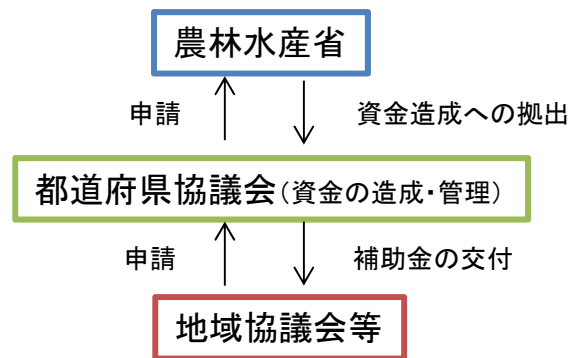 農林水産省
申請
資金造成への拠出
都道府県協議会(資金の造成・管理)
申請
補助金の交付
地域協議会等